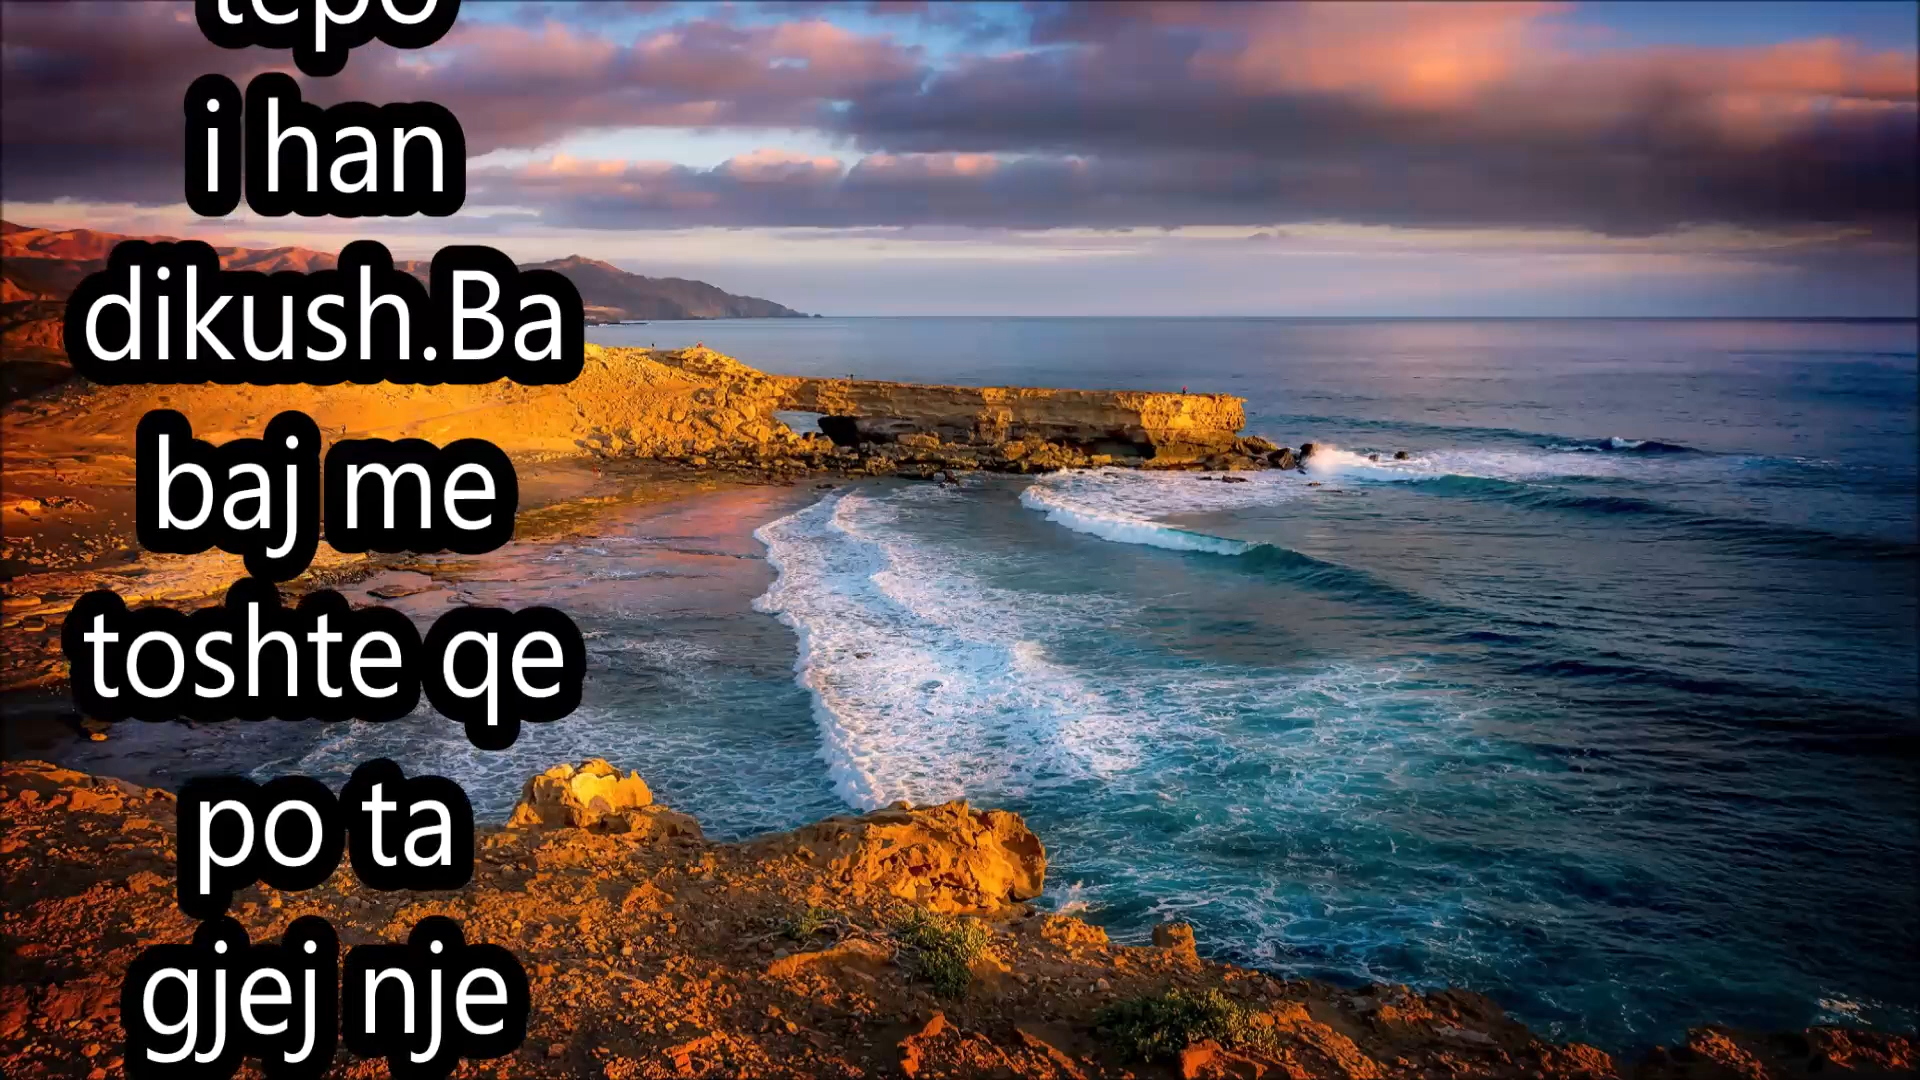 tepo
i han
dikush.Ba
baj me
toshte qe
po ta
gjej nje